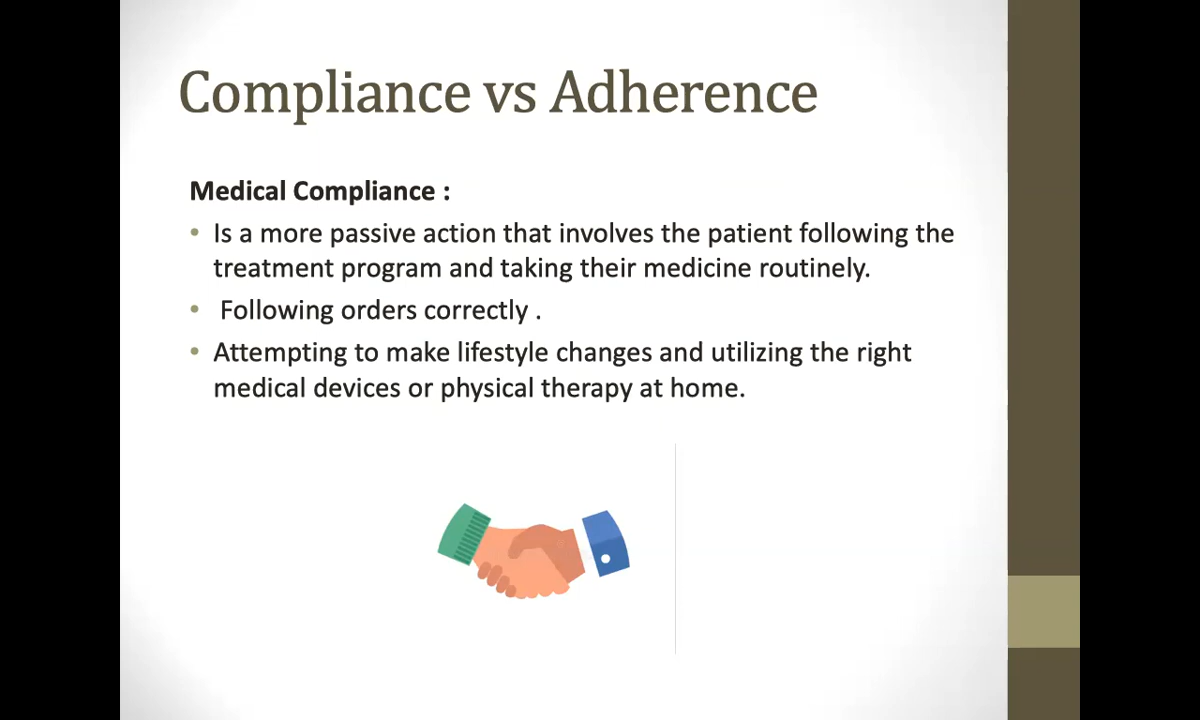 Compliance vs Adherence
Medical Compliance :
• Is a more passive action that involves the patient following the
treatment program and taking their medicine routinely.
• Following orders correctly .
• Attempting to make lifestyle changes and utilizing the right
medical devices or physical therapy at home.